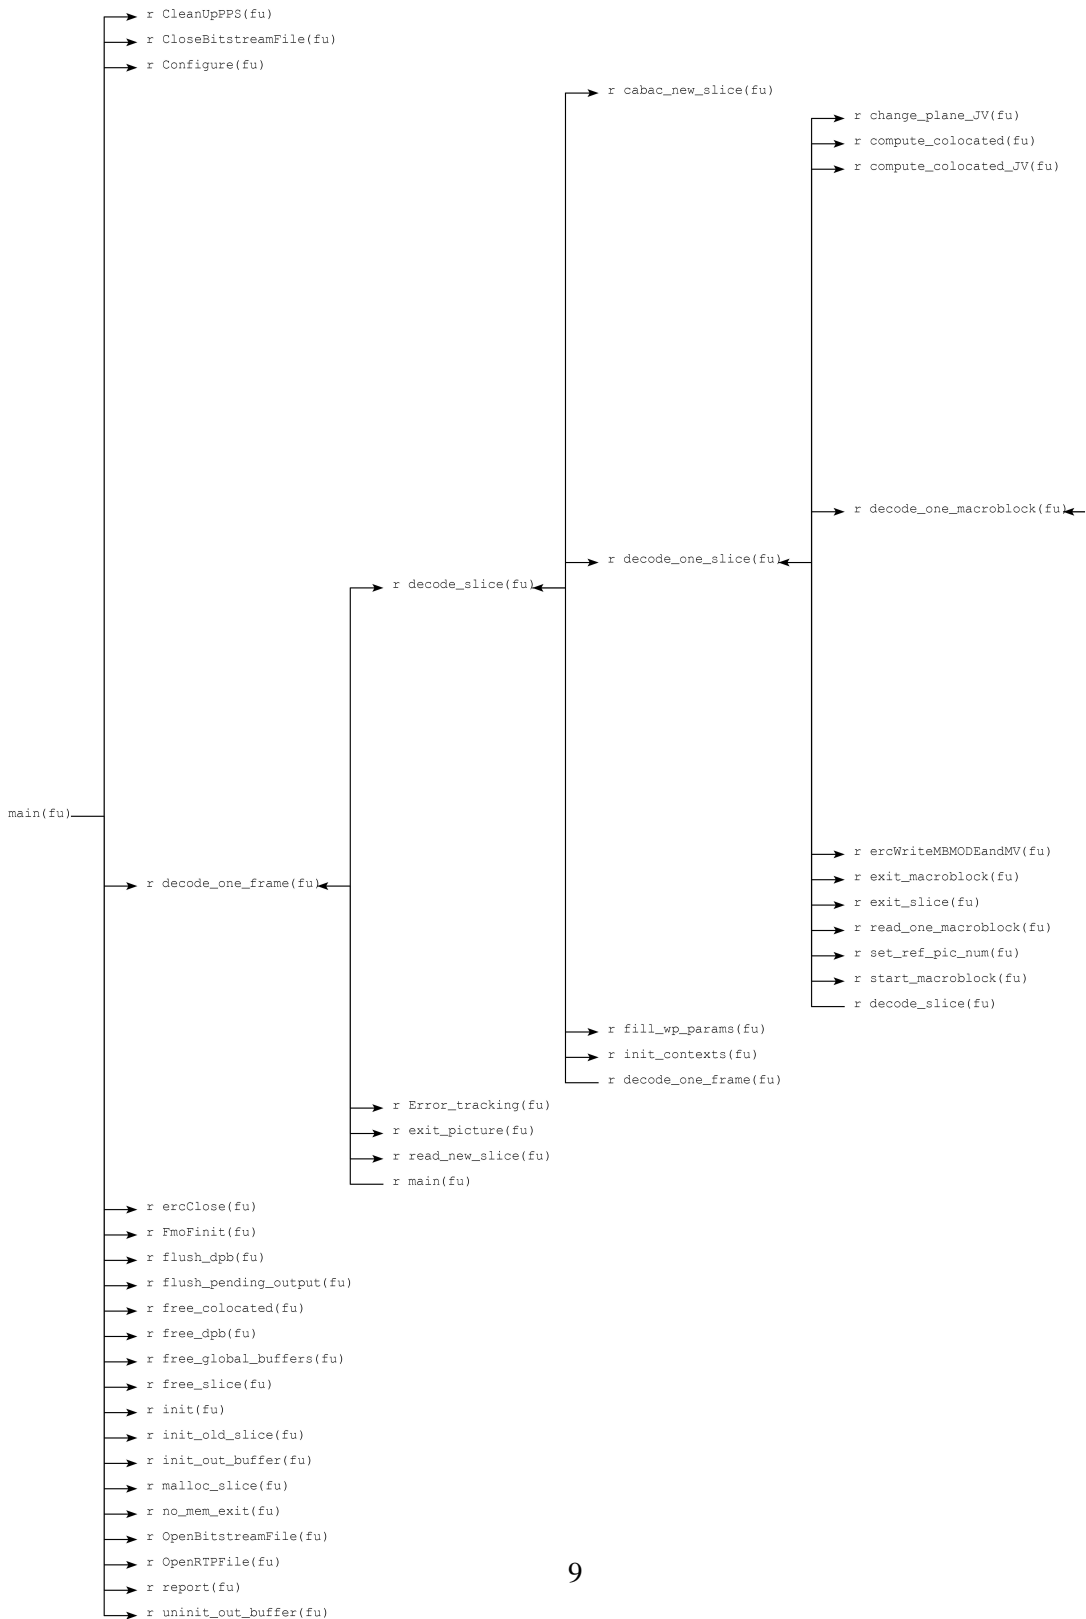 r CleanUpPPS(fu)
r CloseBitstreamFile(fu)
r Configure(fu)
r cabac_new_slice(fu)
r change_plane_JV(fu)
r compute_colocated(fu)
r compute_colocated_JV(fu)
r decode_one_macroblock(fu)
r decode_one_slice(fu)
r decode_slice(fu)
main(fu)
r ercWriteMBMODEandMV(fu)
r exit_macroblock(fu)
r decode_one_frame(fu)
r exit_slice(fu)
r read_one_macroblock(fu)
r set_ref_pic_num(fu)
r start_macroblock(fu)
r decode_slice(fu)
r fill_wp_params(fu)
r init_contexts(fu)
r decode_one_frame(fu)
r Error_tracking(fu)
r exit_picture(fu)
r read_new_slice(fu)
r main(fu)
r ercClose(fu)
r FmoFinit(fu)
r flush_dpb(fu)
r flush_pending_output(fu)
r free_colocated(fu)
r free_dpb(fu)
r free_global_buffers(fu)
r free_slice(fu)
r init(fu)
r init_old_slice(fu)
r init_out_buffer(fu)
r malloc_slice(fu)
r no_mem_exit(fu)
r OpenBitstreamFile(fu)
r OpenRTPFile(fu)
9
r report(fu)
r uninit_out_buffer(fu)